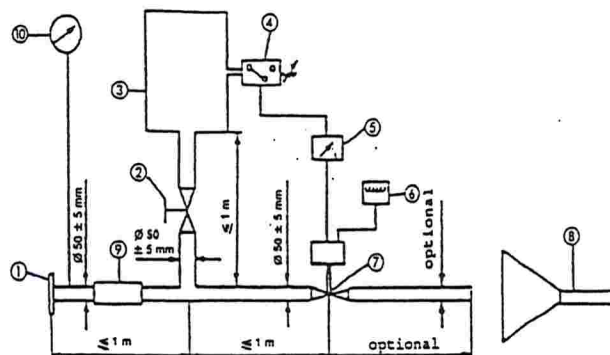 ⑩
④
③
⑤
②
⑥
Ø 50 ± 5 mm
Ø 50
± 5 mm
≤ 1 m
Ø 50 ± 5 mm
optional
①
⑨
⑦
⑧
≤ 1 m
≤ 1 m
optional